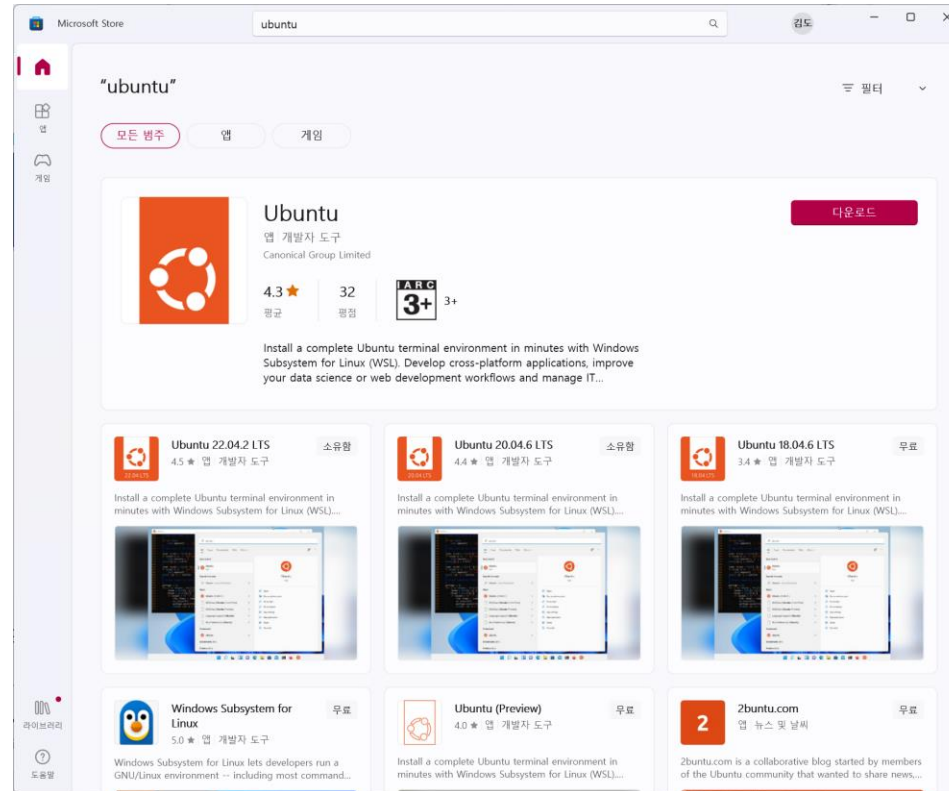 Microsoft Store
ubuntu
김도
앱
게임
라이브러리
도움말
"ubuntu"
필터
모든 범주
앱
게임
Ubuntu
앱 개발자 도구
Canonical Group Limited
다운로드
4.3
평균
32
평점
IARC
3+
3+
Install a complete Ubuntu terminal environment in minutes with Windows
Subsystem for Linux (WSL). Develop cross-platform applications, improve
your data science or web development workflows and manage IT...
Ubuntu 22.04.2 LTS
소유함
4.5 ★ 앱 개발자 도구
22.04 LTS
Install a complete Ubuntu terminal environment in
minutes with Windows Subsystem for Linux (WSL)....
Ubuntu 20.04.6 LTS
소유함
4.4 ★ 앱 개발자 도구
20.04 LTS
Install a complete Ubuntu terminal environment in
minutes with Windows Subsystem for Linux (WSL)....
Ubuntu 18.04.6 LTS
무료
3.4 ★ 앱 개발자 도구
18.04 LTS
Install a complete Ubuntu terminal environment in
minutes with Windows Subsystem for Linux (WSL)....
Windows Subsystem for
Linux
무료
5.0 ★ 앱 개발자 도구
Windows Subsystem for Linux lets developers run a
GNU/Linux environment -- including most command...
Ubuntu (Preview)
무료
4.0 ★ 앱 개발자 도구
Install a complete Ubuntu terminal environment in
minutes with Windows Subsystem for Linux (WSL)....
2
2buntu.com
무료
앱 뉴스 및 날씨
2buntu.com is a collaborative blog started by members
of the Ubuntu community that wanted to share news,...